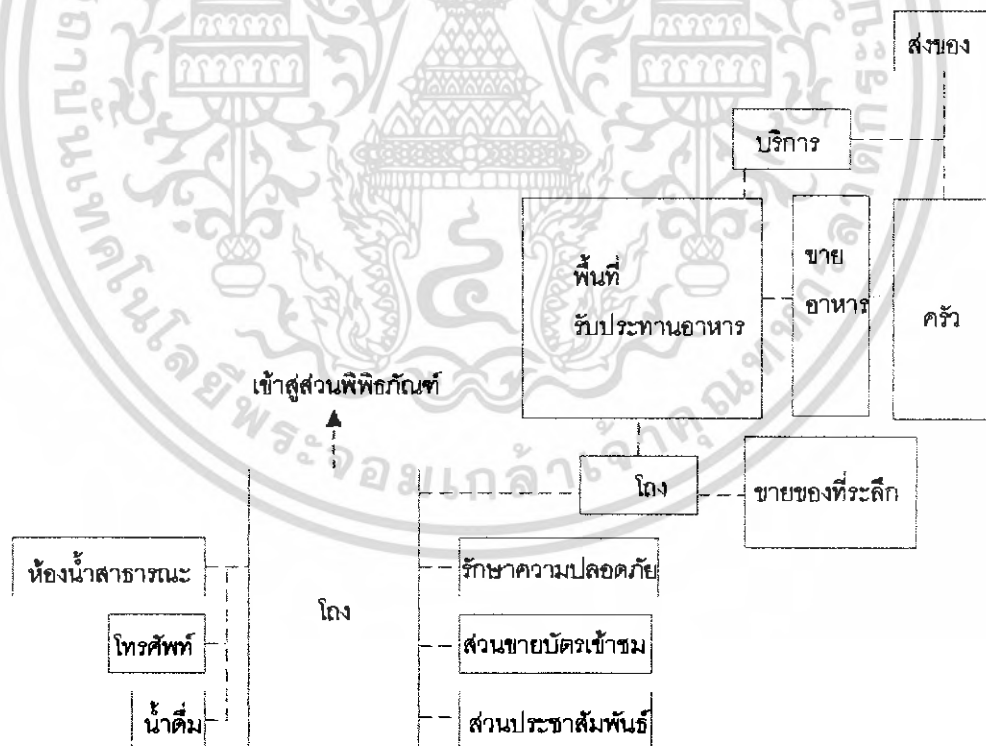 ส่งของ
บริการ
พื้นที่
รับประทานอาหาร
ขาย
อาหาร
ครัว
เข้าสู่ส่วนพิพิธภัณฑ์
โถง
ขายของที่ระลึก
ห้องน้ำสาธารณะ
รักษาความปลอดภัย
โถง
โทรศัพท์
ส่วนขายบัตรเข้าชม
น้ำดื่ม
ส่วนประชาสัมพันธ์